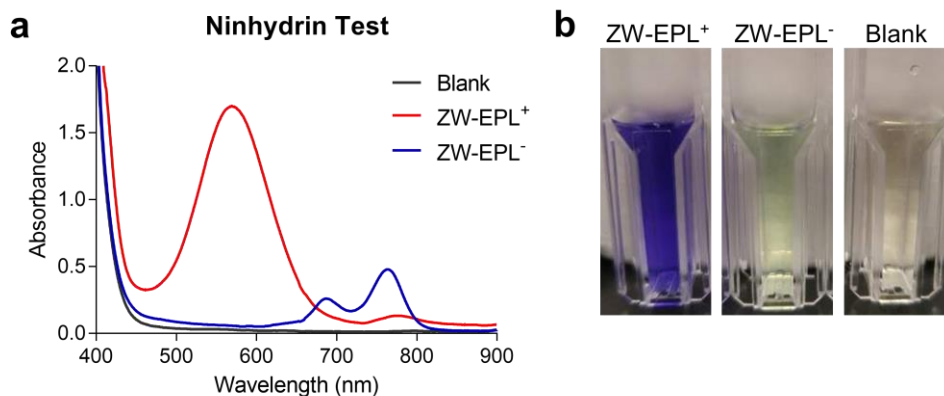 a
Ninhydrin Test
2.0
1.5
1.0
0.5
0.0
Absorbance
400 500 600 700 800 900
Wavelength (nm)
Blank
ZW-EPL⁺
ZW-EPL⁻
b
ZW-EPL⁺ ZW-EPL⁻ Blank